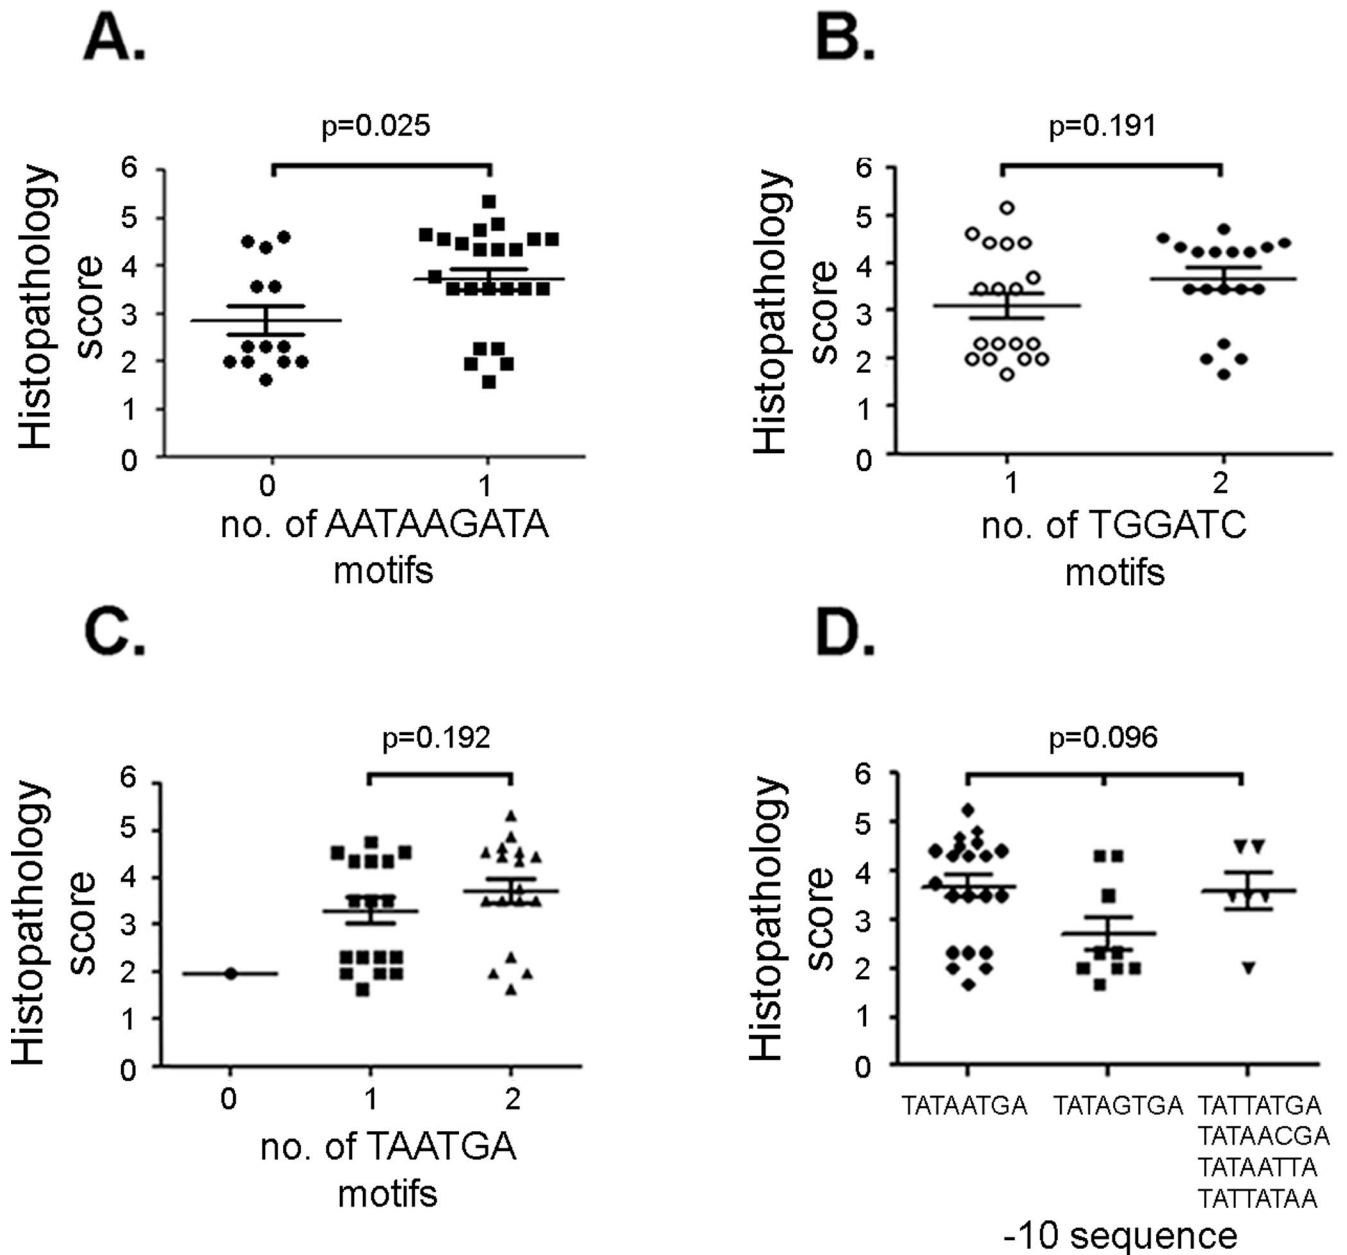 A.
p=0.025
Histopathology
score
6
5
4
3
2
1
0
0
1
no. of AATAAGATA
motifs
B.
p=0.191
Histopathology
score
6
5
4
3
2
1
0
1
2
no. of TGGATC
motifs
C.
p=0.192
Histopathology
score
6
5
4
3
2
1
0
0
1
2
no. of TAATGA
motifs
D.
p=0.096
Histopathology
score
6
5
4
3
2
1
0
TATAATGA
TATAGTGA
TATTATGA
TATAACGA
TATAATTA
TATTATAA
-10 sequence